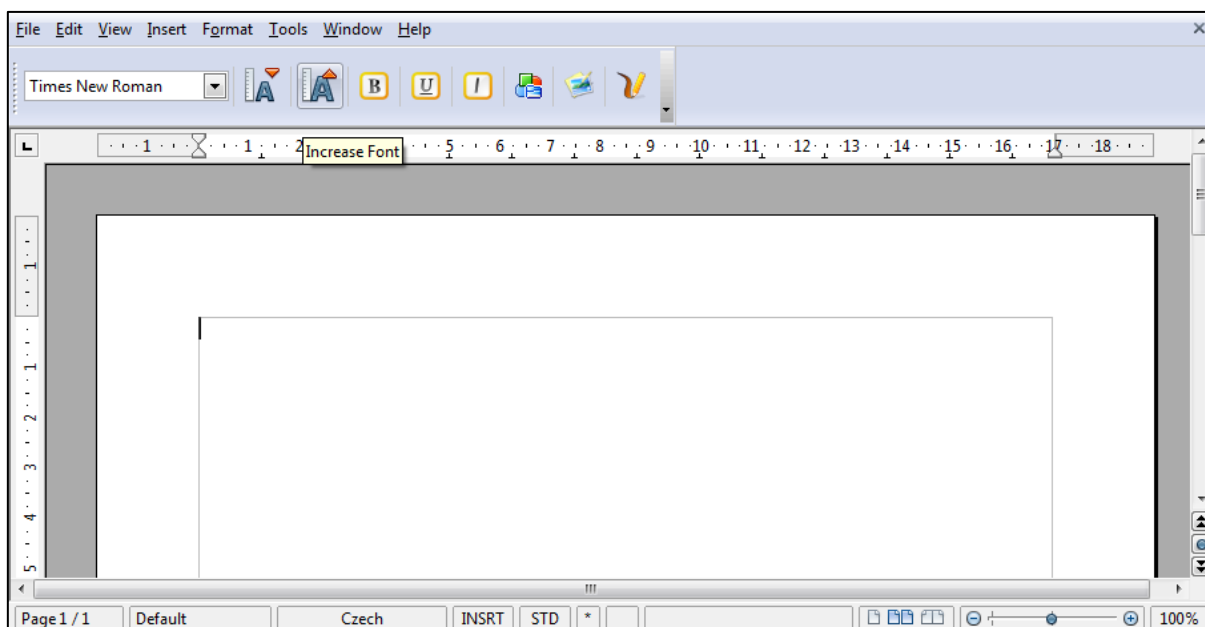 File Edit View Insert Format Tools Window Help
Times New Roman B U I
1 1 2 5 6 7 8 9 10 11 12 13 14 15 16 17 18
Increase Font
1
1
2
3
4
5
Page 1 / 1 Default Czech INSRT STD * 100%